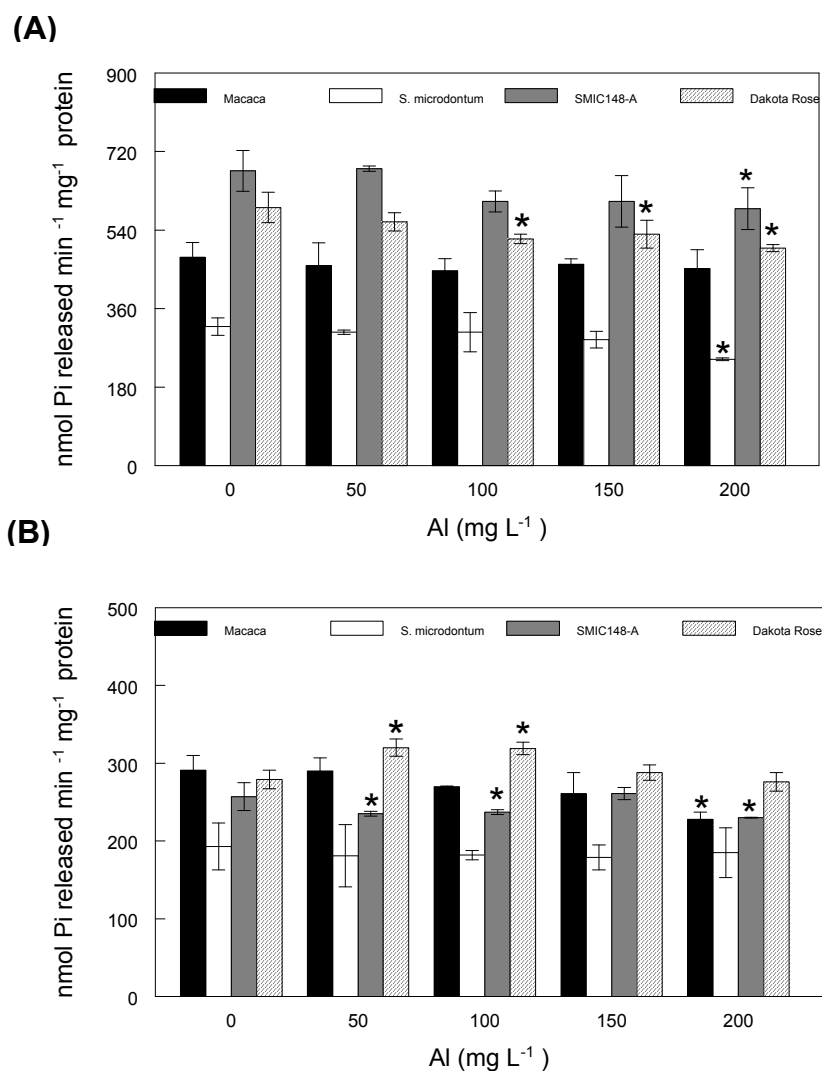 (A)
nmol Pi released min -1 mg-1 protein
900
720
540
360
180
0
Macaca S. microdontum SMIC148-A Dakota Rose
* * * * *
0 50 100 150 200
Al (mg L-1 )
(B)
nmol Pi released min -1 mg-1 protein
500
400
300
200
100
0
Macaca S. microdontum SMIC148-A Dakota Rose
* * * * * *
0 50 100 150 200
Al (mg L-1 )